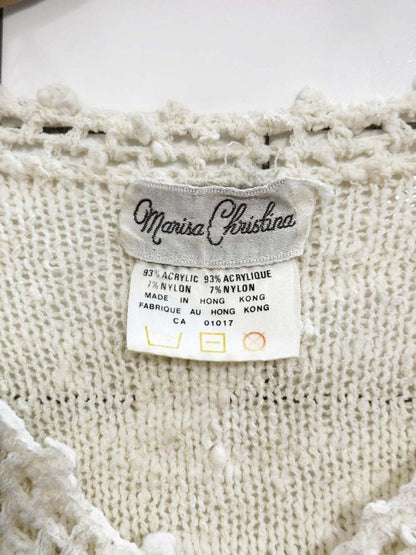 Marisa Christina
93% ACRYLIC 93% ACRYLIQUE
7% NYLON 7% NYLON
MADE IN HONG KONG
FABRIQUE AU HONG KONG
CA 01017